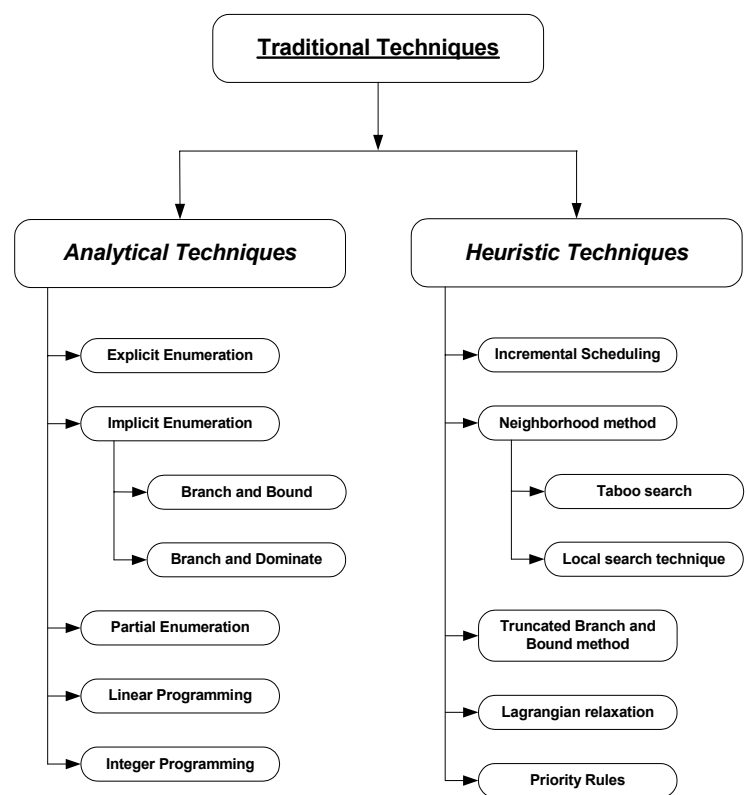 Traditional Techniques
Analytical Techniques
Explicit Enumeration
Implicit Enumeration
Branch and Bound
Branch and Dominate
Partial Enumeration
Linear Programming
Integer Programming
Heuristic Techniques
Incremental Scheduling
Neighborhood method
Taboo search
Local search technique
Truncated Branch and
Bound method
Lagrangian relaxation
Priority Rules